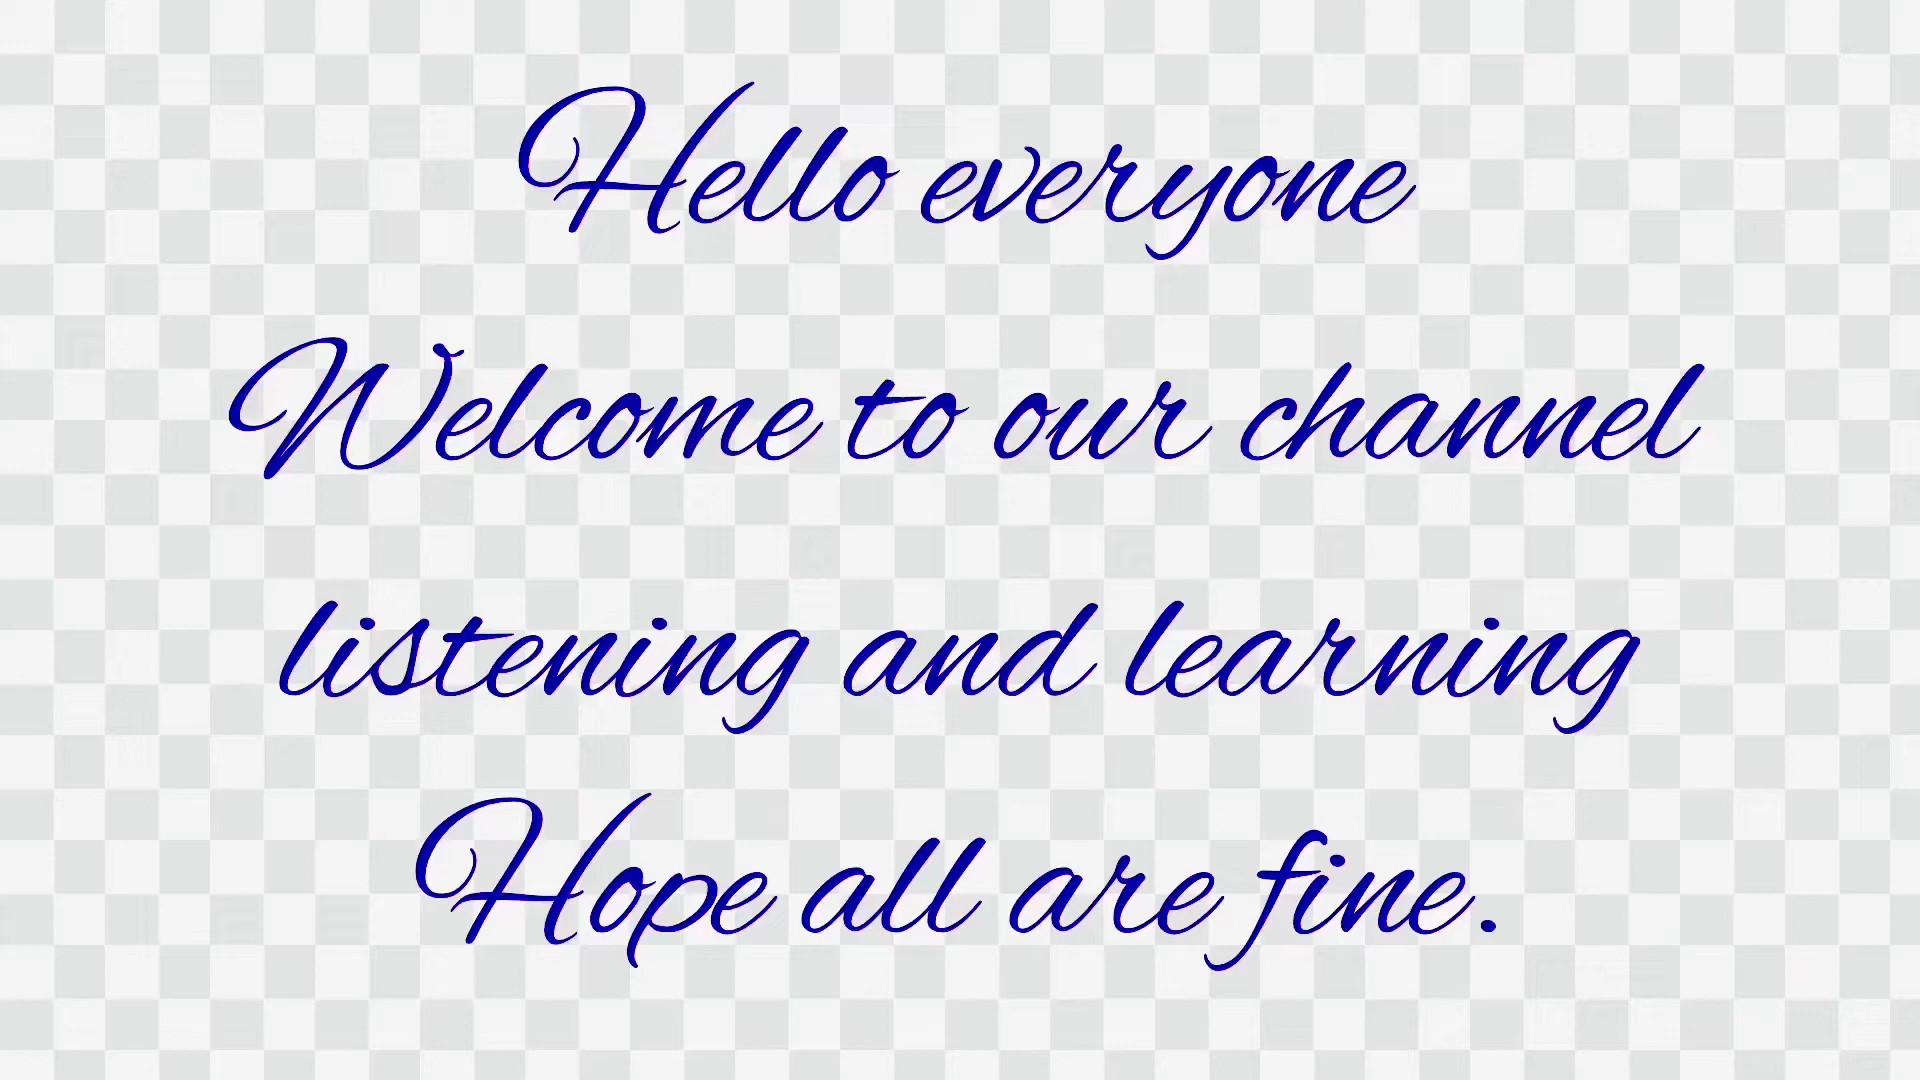 Hello everyone
Welcome to our channel
listening and learning
Hope all are fine.